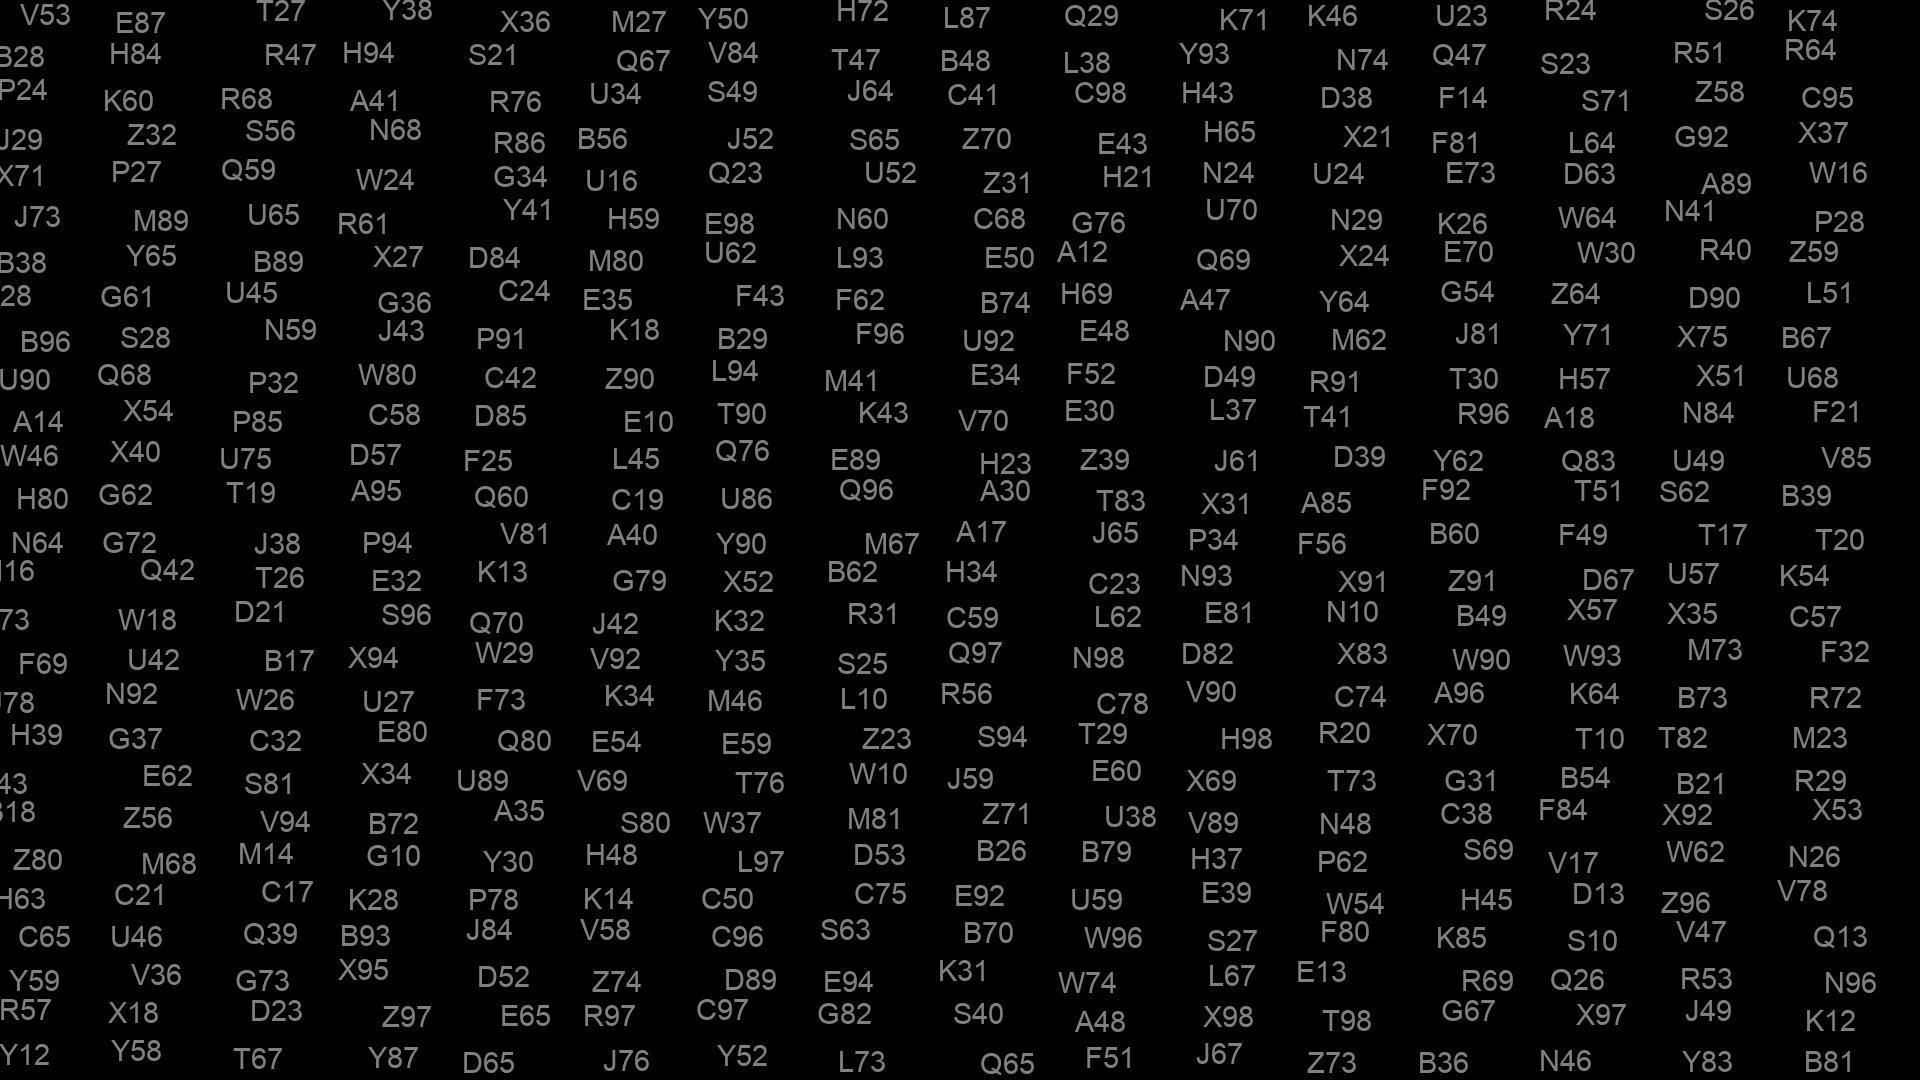 V53 E87 T27 Y38 X36 M27 Y50 H72 L87 Q29 K71 K46 U23 R24 S26 K74
B28 H84 R47 H94 S21 Q67 V84 T47 B48 L38 Y93 N74 Q47 S23 R51 R64
P24 K60 R68 A41 R76 U34 S49 J64 C41 C98 H43 D38 F14 S71 Z58 C95
J29 Z32 S56 N68 R86 B56 J52 S65 Z70 E43 H65 X21 F81 L64 G92 X37
X71 P27 Q59 W24 G34 U16 Q23 U52 Z31 H21 N24 U24 E73 D63 A89 W16
J73 M89 U65 R61 Y41 H59 E98 N60 C68 G76 U70 N29 K26 W64 N41 P28
B38 Y65 B89 X27 D84 M80 U62 L93 E50 A12 Q69 X24 E70 W30 R40 Z59
28 G61 U45 G36 C24 E35 F43 F62 B74 H69 A47 Y64 G54 Z64 D90 L51
B96 S28 N59 J43 P91 K18 B29 F96 U92 E48 N90 M62 J81 Y71 X75 B67
U90 Q68 P32 W80 C42 Z90 L94 M41 E34 F52 D49 R91 T30 H57 X51 U68
A14 X54 P85 C58 D85 E10 T90 K43 V70 E30 L37 T41 R96 A18 N84 F21
W46 X40 U75 D57 F25 L45 Q76 E89 H23 Z39 J61 D39 Y62 Q83 U49 V85
H80 G62 T19 A95 Q60 C19 U86 Q96 A30 T83 X31 A85 F92 T51 S62 B39
N64 G72 J38 P94 V81 A40 Y90 M67 A17 J65 P34 F56 B60 F49 T17 T20
16 Q42 T26 E32 K13 G79 X52 B62 H34 C23 N93 X91 Z91 D67 U57 K54
73 W18 D21 S96 Q70 J42 K32 R31 C59 L62 E81 N10 B49 X57 X35 C57
F69 U42 B17 X94 W29 V92 Y35 S25 Q97 N98 D82 X83 W90 W93 M73 F32
78 N92 W26 U27 F73 K34 M46 L10 R56 C78 V90 C74 A96 K64 B73 R72
H39 G37 C32 E80 Q80 E54 E59 Z23 S94 T29 H98 R20 X70 T10 T82 M23
43 E62 S81 X34 U89 V69 T76 W10 J59 E60 X69 T73 G31 B54 B21 R29
18 Z56 V94 B72 A35 S80 W37 M81 Z71 U38 V89 N48 C38 F84 X92 X53
Z80 M68 M14 G10 Y30 H48 L97 D53 B26 B79 H37 P62 S69 V17 W62 N26
H63 C21 C17 K28 P78 K14 C50 C75 E92 U59 E39 W54 H45 D13 Z96 V78
C65 U46 Q39 B93 J84 V58 C96 S63 B70 W96 S27 F80 K85 S10 V47 Q13
Y59 V36 G73 X95 D52 Z74 D89 E94 K31 W74 L67 E13 R69 Q26 R53 N96
R57 X18 D23 Z97 E65 R97 C97 G82 S40 A48 X98 T98 G67 X97 J49 K12
Y12 Y58 T67 Y87 D65 J76 Y52 L73 Q65 F51 J67 Z73 B36 N46 Y83 B81